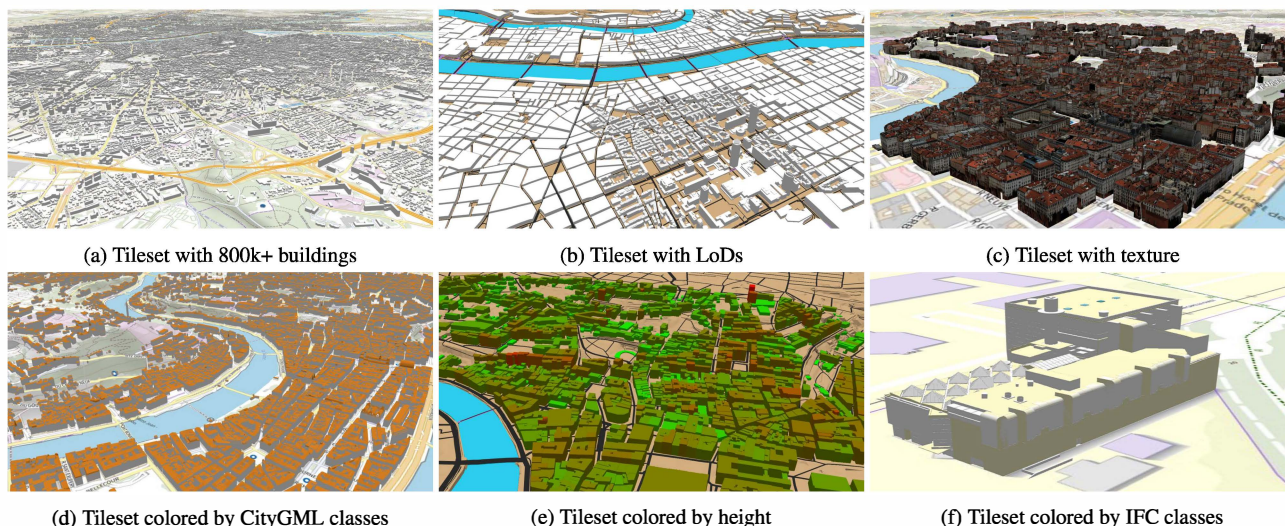 (a) Tileset with 800k+ buildings
(b) Tileset with LoDs
(c) Tileset with texture
BELLECOUR
(d) Tileset colored by CityGML classes
(e) Tileset colored by height
(f) Tileset colored by IFC classes